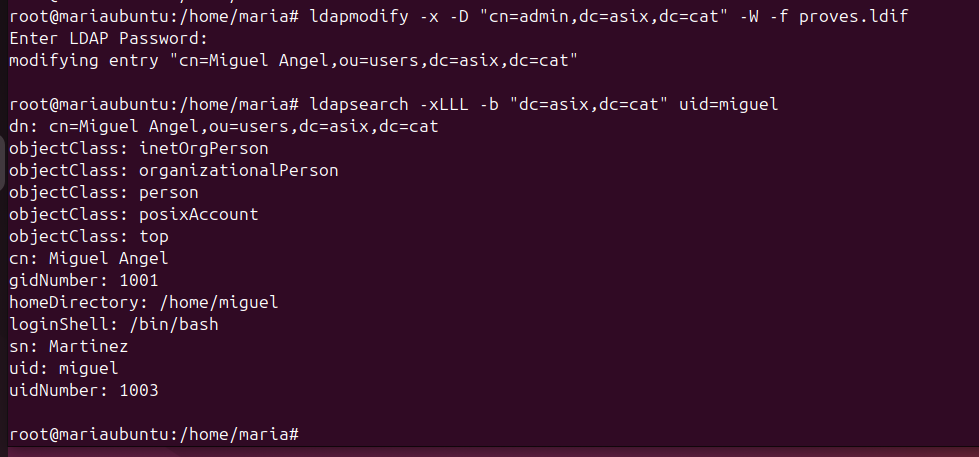 root@mariaubuntu:/home/maria# ldapmodify -x -D "cn=admin,dc=asix,dc=cat" -W -f proves.ldif
Enter LDAP Password:
modifying entry "cn=Miguel Angel,ou=users,dc=asix,dc=cat"
root@mariaubuntu:/home/maria# ldapsearch -xLLL -b "dc=asix,dc=cat" uid=miguel
dn: cn=Miguel Angel,ou=users,dc=asix,dc=cat
objectClass: inetOrgPerson
objectClass: organizationalPerson
objectClass: person
objectClass: posixAccount
objectClass: top
cn: Miguel Angel
gidNumber: 1001
homeDirectory: /home/miguel
loginShell: /bin/bash
sn: Martinez
uid: miguel
uidNumber: 1003
root@mariaubuntu:/home/maria#